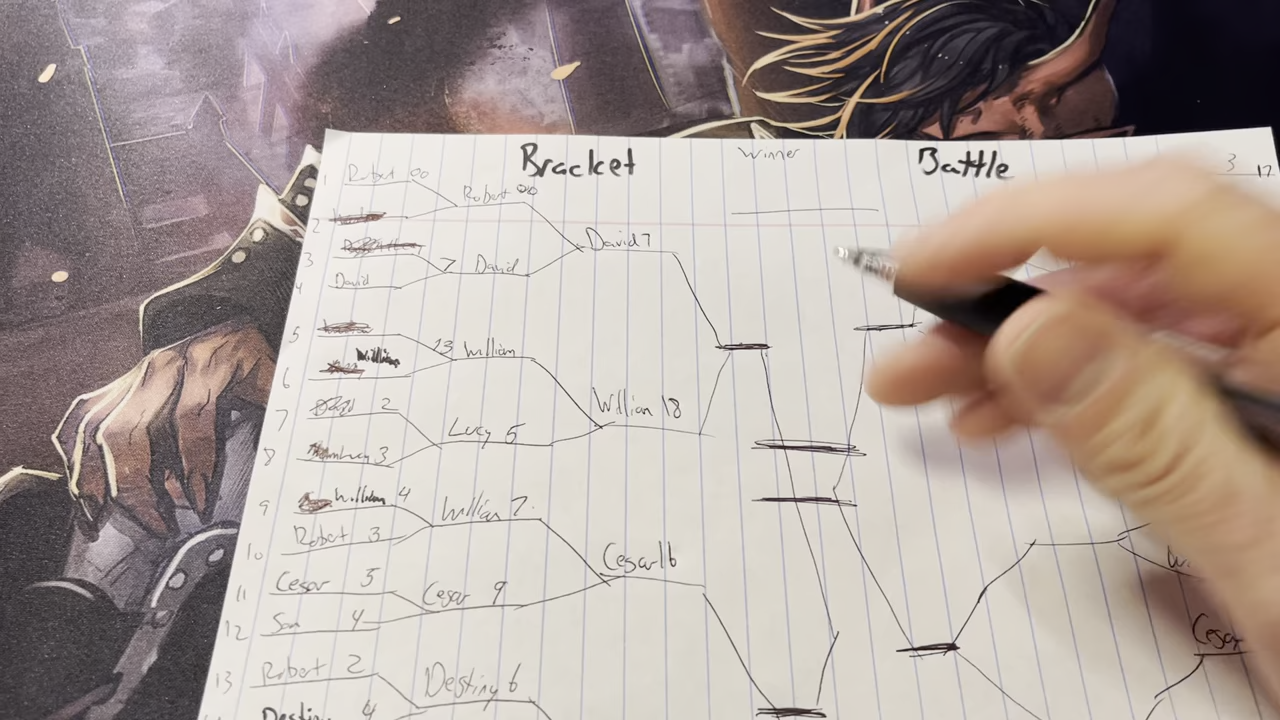 Bracket Winner Battle
3
17
1 Robert 00
Robert 00
2
3
David 7
4 David
7 David
5
13 William
6 William
7 2
William 18
8 Lucy 3
Lucy 5
9 William 4
William 7
10 Robert 3
Cesar 16
11 Cesar 5
Cesar 9
12 Sam 4
13 Robert 2
Destiny 6
4
Cesar